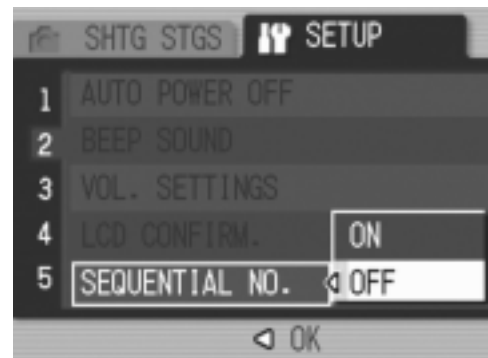 SHTG STGS SETUP
1 AUTO POWER OFF
2 BEEP SOUND
3 VOL. SETTINGS
4 LCD CONFIRM. ON
5 SEQUENTIAL NO. OFF
OK